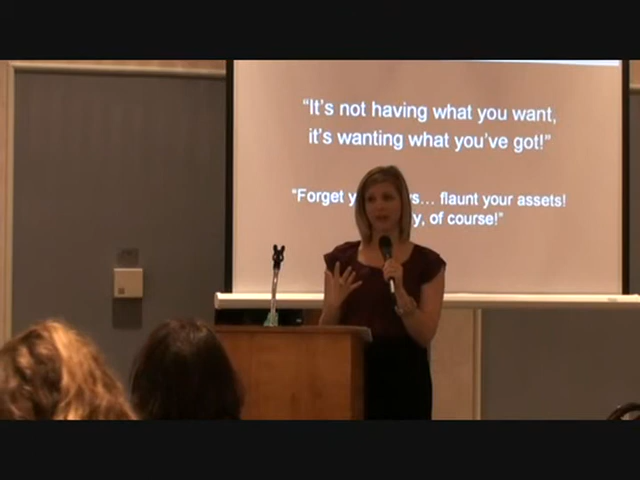 “It’s not having what you want,
it’s wanting what you’ve got!”
“Forget … flaunt your assets!
, of course!”